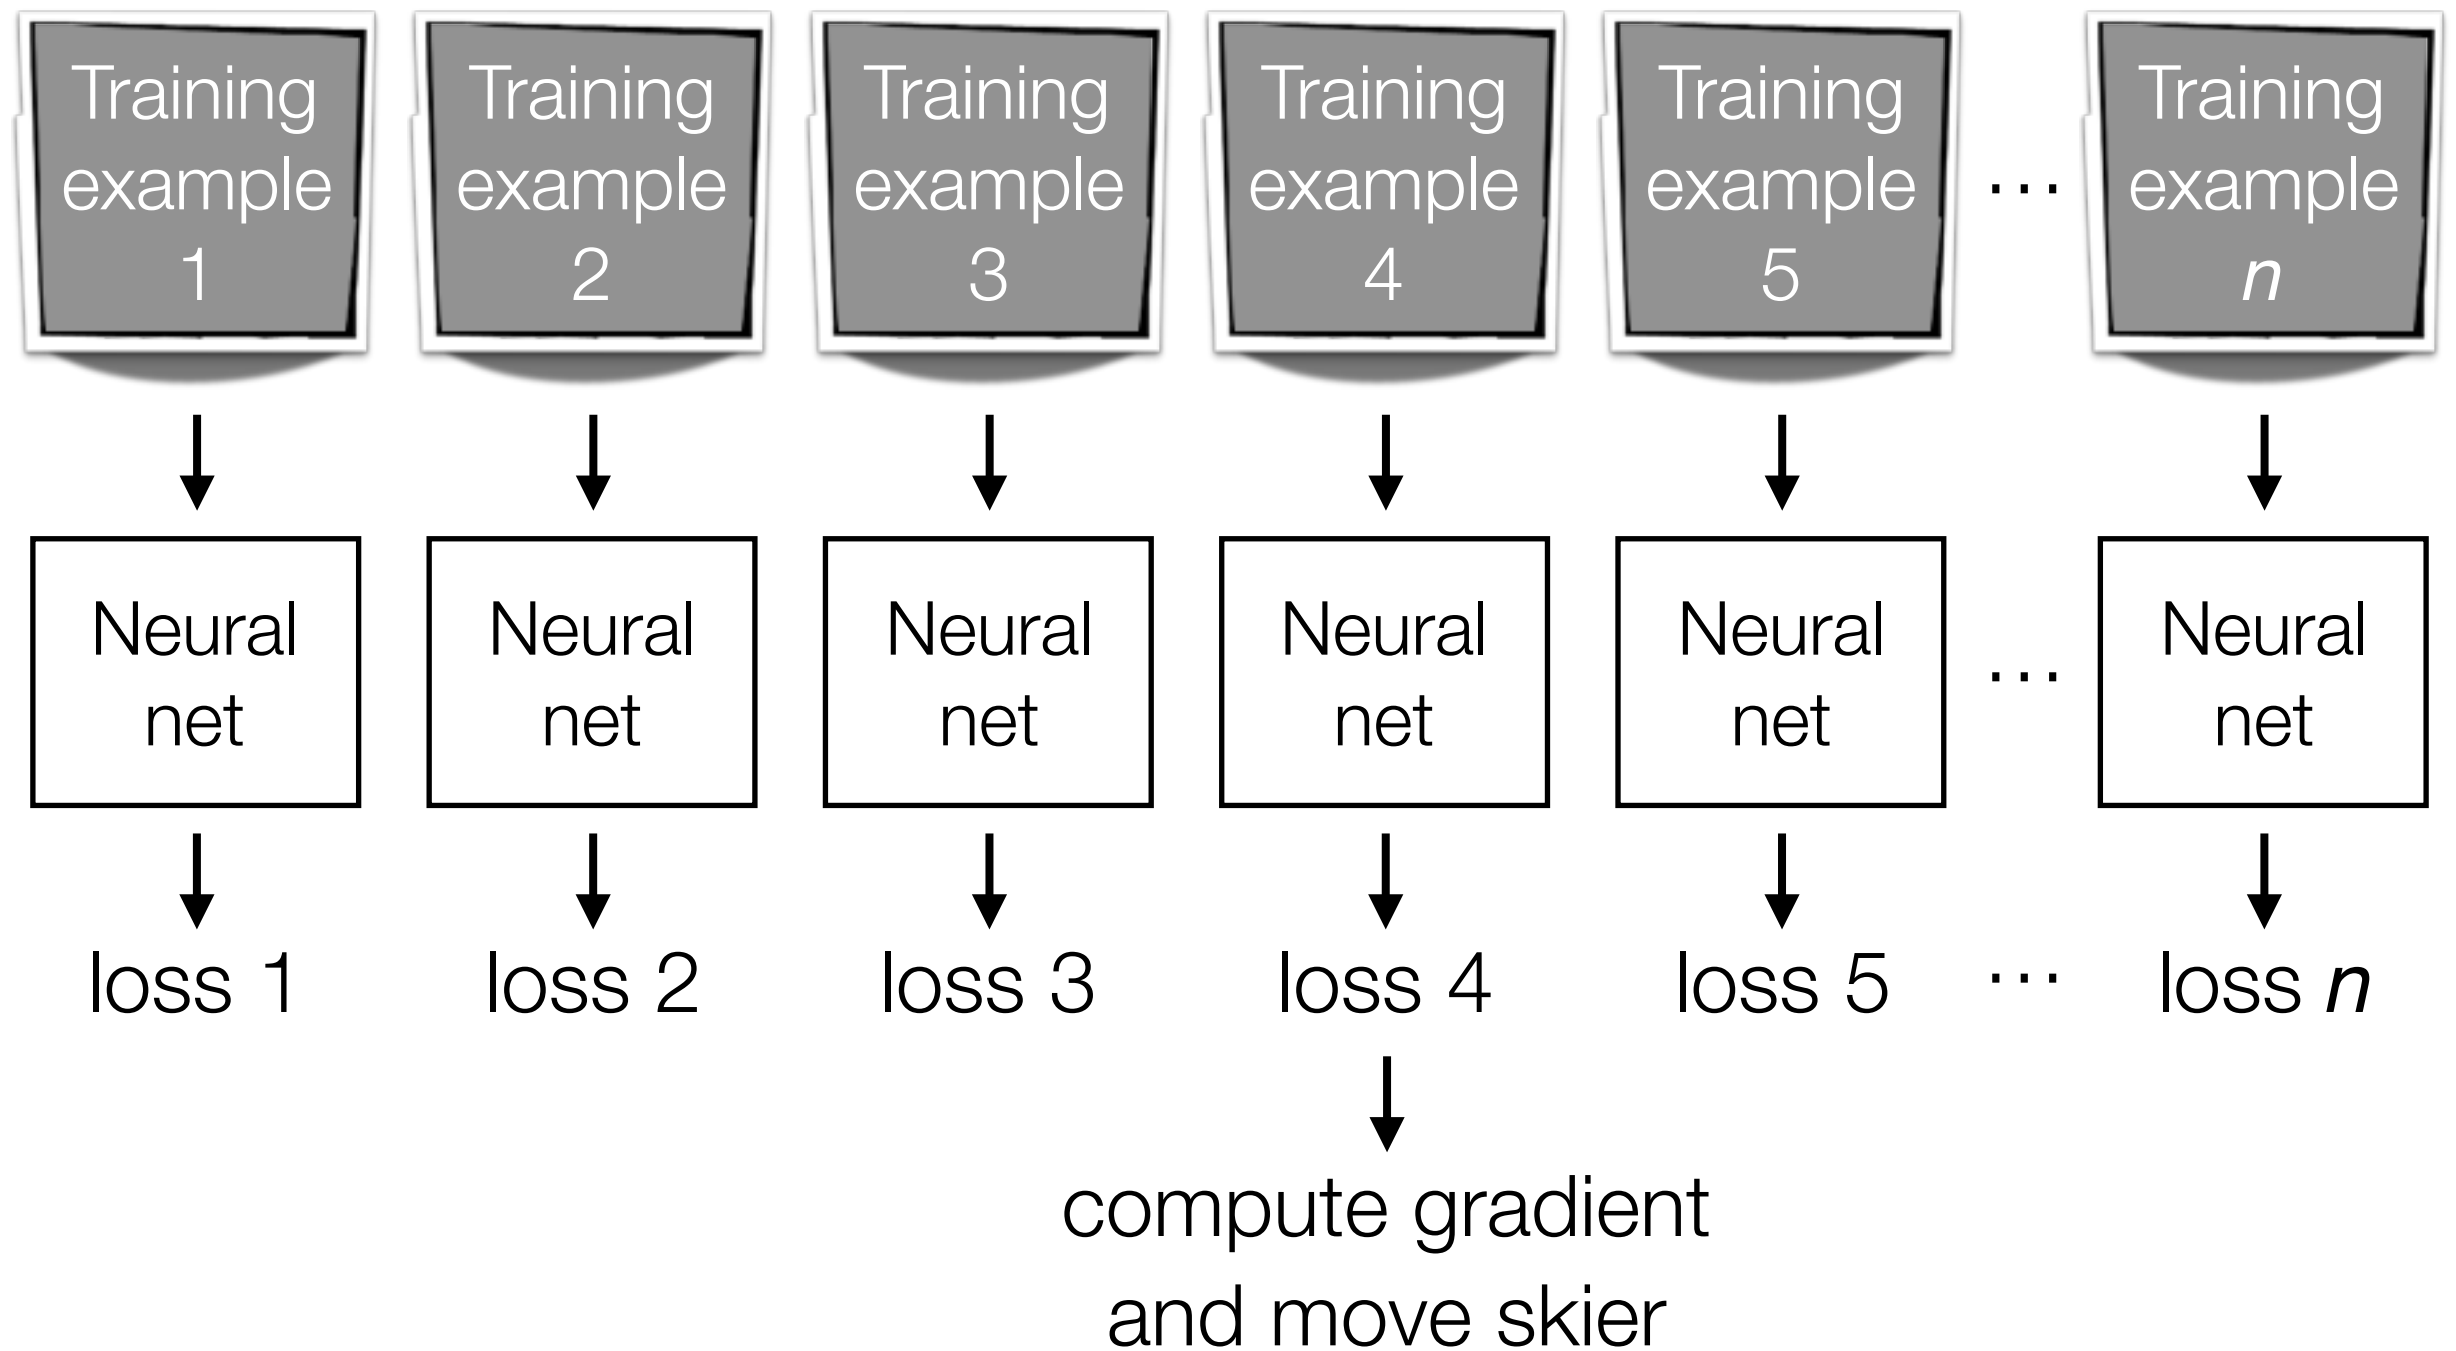 Training
example
1
Training
example
2
Training
example
3
Training
example
4
Training
example
5
...
Training
example
n
Neural
net
Neural
net
Neural
net
Neural
net
Neural
net
...
Neural
net
loss 1
loss 2
loss 3
loss 4
loss 5
...
loss n
compute gradient
and move skier